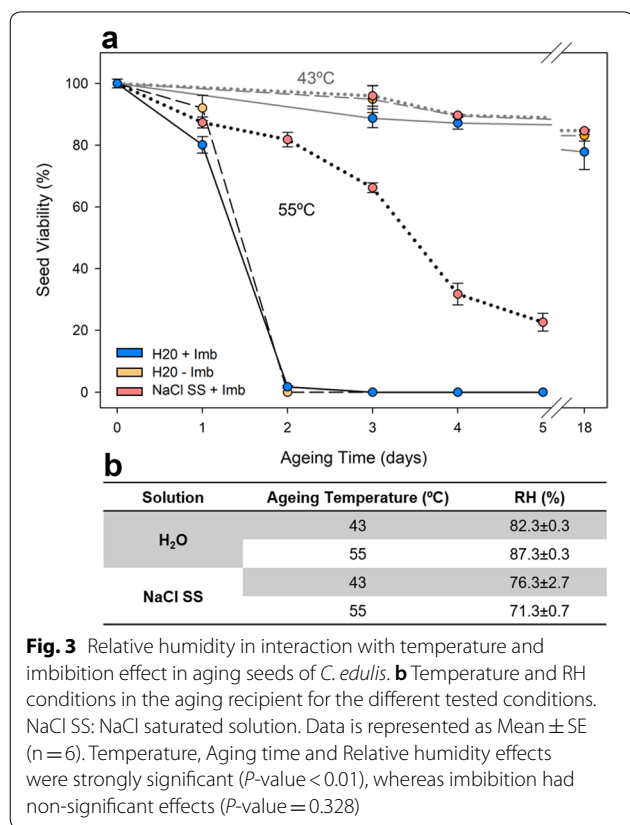 a
43ºC
55ºC
100
80
60
40
20
0
Seed Viability (%)
H20 + Imb
H20 - Imb
NaCl SS + Imb
0 1 2 3 4 5 18
Ageing Time (days)
b
Solution Ageing Temperature (ºC) RH (%)
H₂O 43 82.3±0.3
55 87.3±0.3
NaCl SS 43 76.3±2.7
55 71.3±0.7
Fig. 3 Relative humidity in interaction with temperature and
imbibition effect in aging seeds of C. edulis. b Temperature and RH
conditions in the aging recipient for the different tested conditions.
NaCl SS: NaCl saturated solution. Data is represented as Mean ± SE
(n = 6). Temperature, Aging time and Relative humidity effects
were strongly significant (P-value < 0.01), whereas imbibition had
non-significant effects (P-value = 0.328)